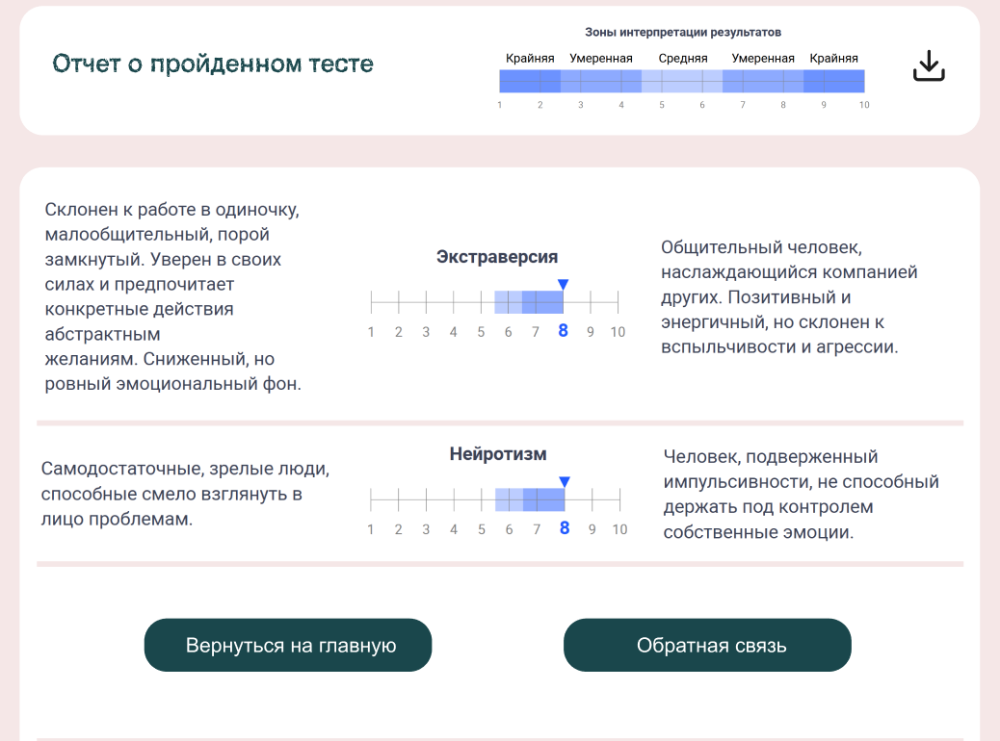 Отчет о пройденном тесте
Зоны интерпретации результатов
Крайняя Умеренная Средняя Умеренная Крайняя
1 2 3 4 5 6 7 8 9 10
Склонен к работе в одиночку,
малообщительный, порой
замкнутый. Уверен в своих
силах и предпочитает
конкретные действия
абстрактным
желаниям. Сниженный, но
ровный эмоциональный фон.
Экстраверсия
1 2 3 4 5 6 7 8 9 10
Общительный человек,
наслаждающийся компанией
других. Позитивный и
энергичный, но склонен к
вспыльчивости и агрессии.
Самодостаточные, зрелые люди,
способные смело взглянуть в
лицо проблемам.
Нейротизм
1 2 3 4 5 6 7 8 9 10
Человек, подверженный
импульсивности, не способный
держать под контролем
собственные эмоции.
Вернуться на главную
Обратная связь